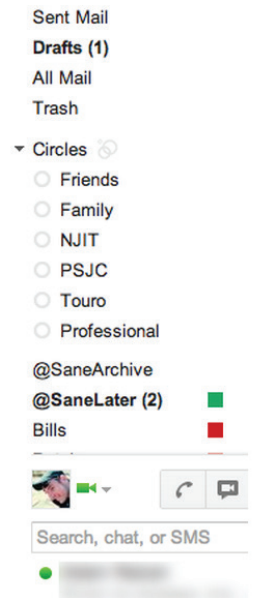 Sent Mail
Drafts (1)
All Mail
Trash
Circles
Friends
Family
NJIT
PSJC
Touro
Professional
@SaneArchive
@SaneLater (2)
Bills
Search, chat, or SMS